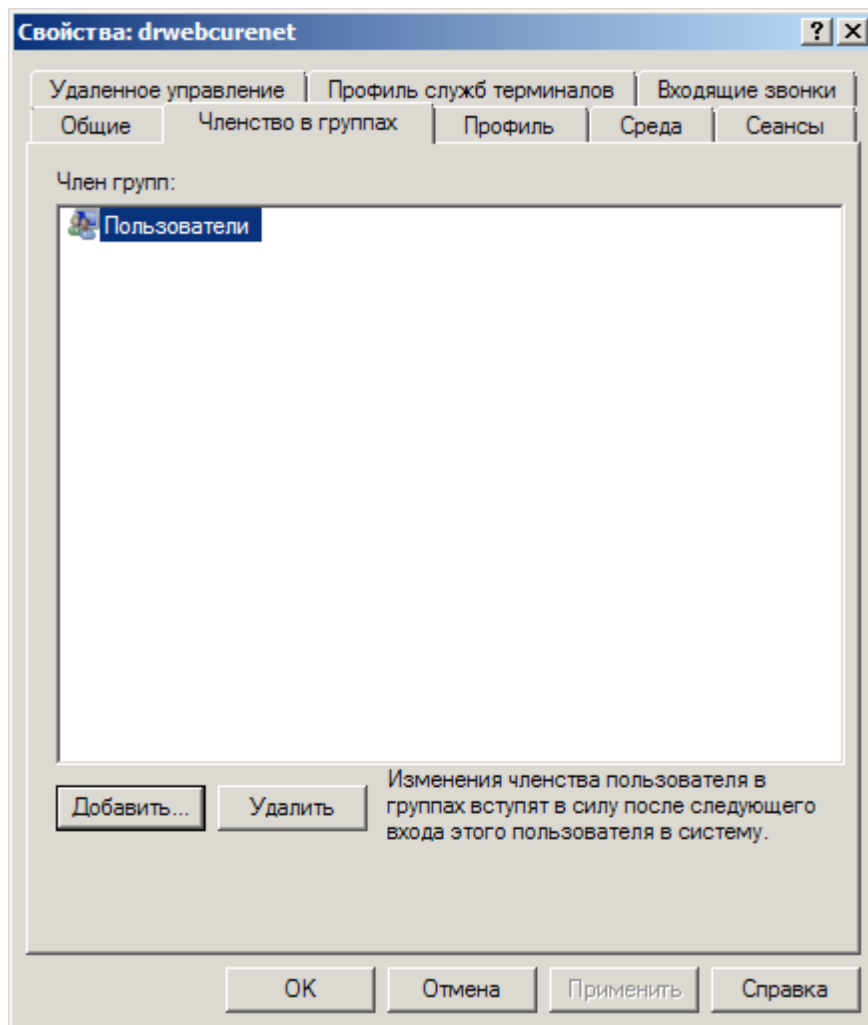 Свойства: drwebcurenet
Удаленное управление
Профиль служб терминалов
Входящие звонки
Общие
Членство в группах
Профиль
Среда
Сеансы
Член групп:
Пользователи
Добавить...
Удалить
Изменения членства пользователя в
группах вступят в силу после следующего
входа этого пользователя в систему.
OK
Отмена
Применить
Справка